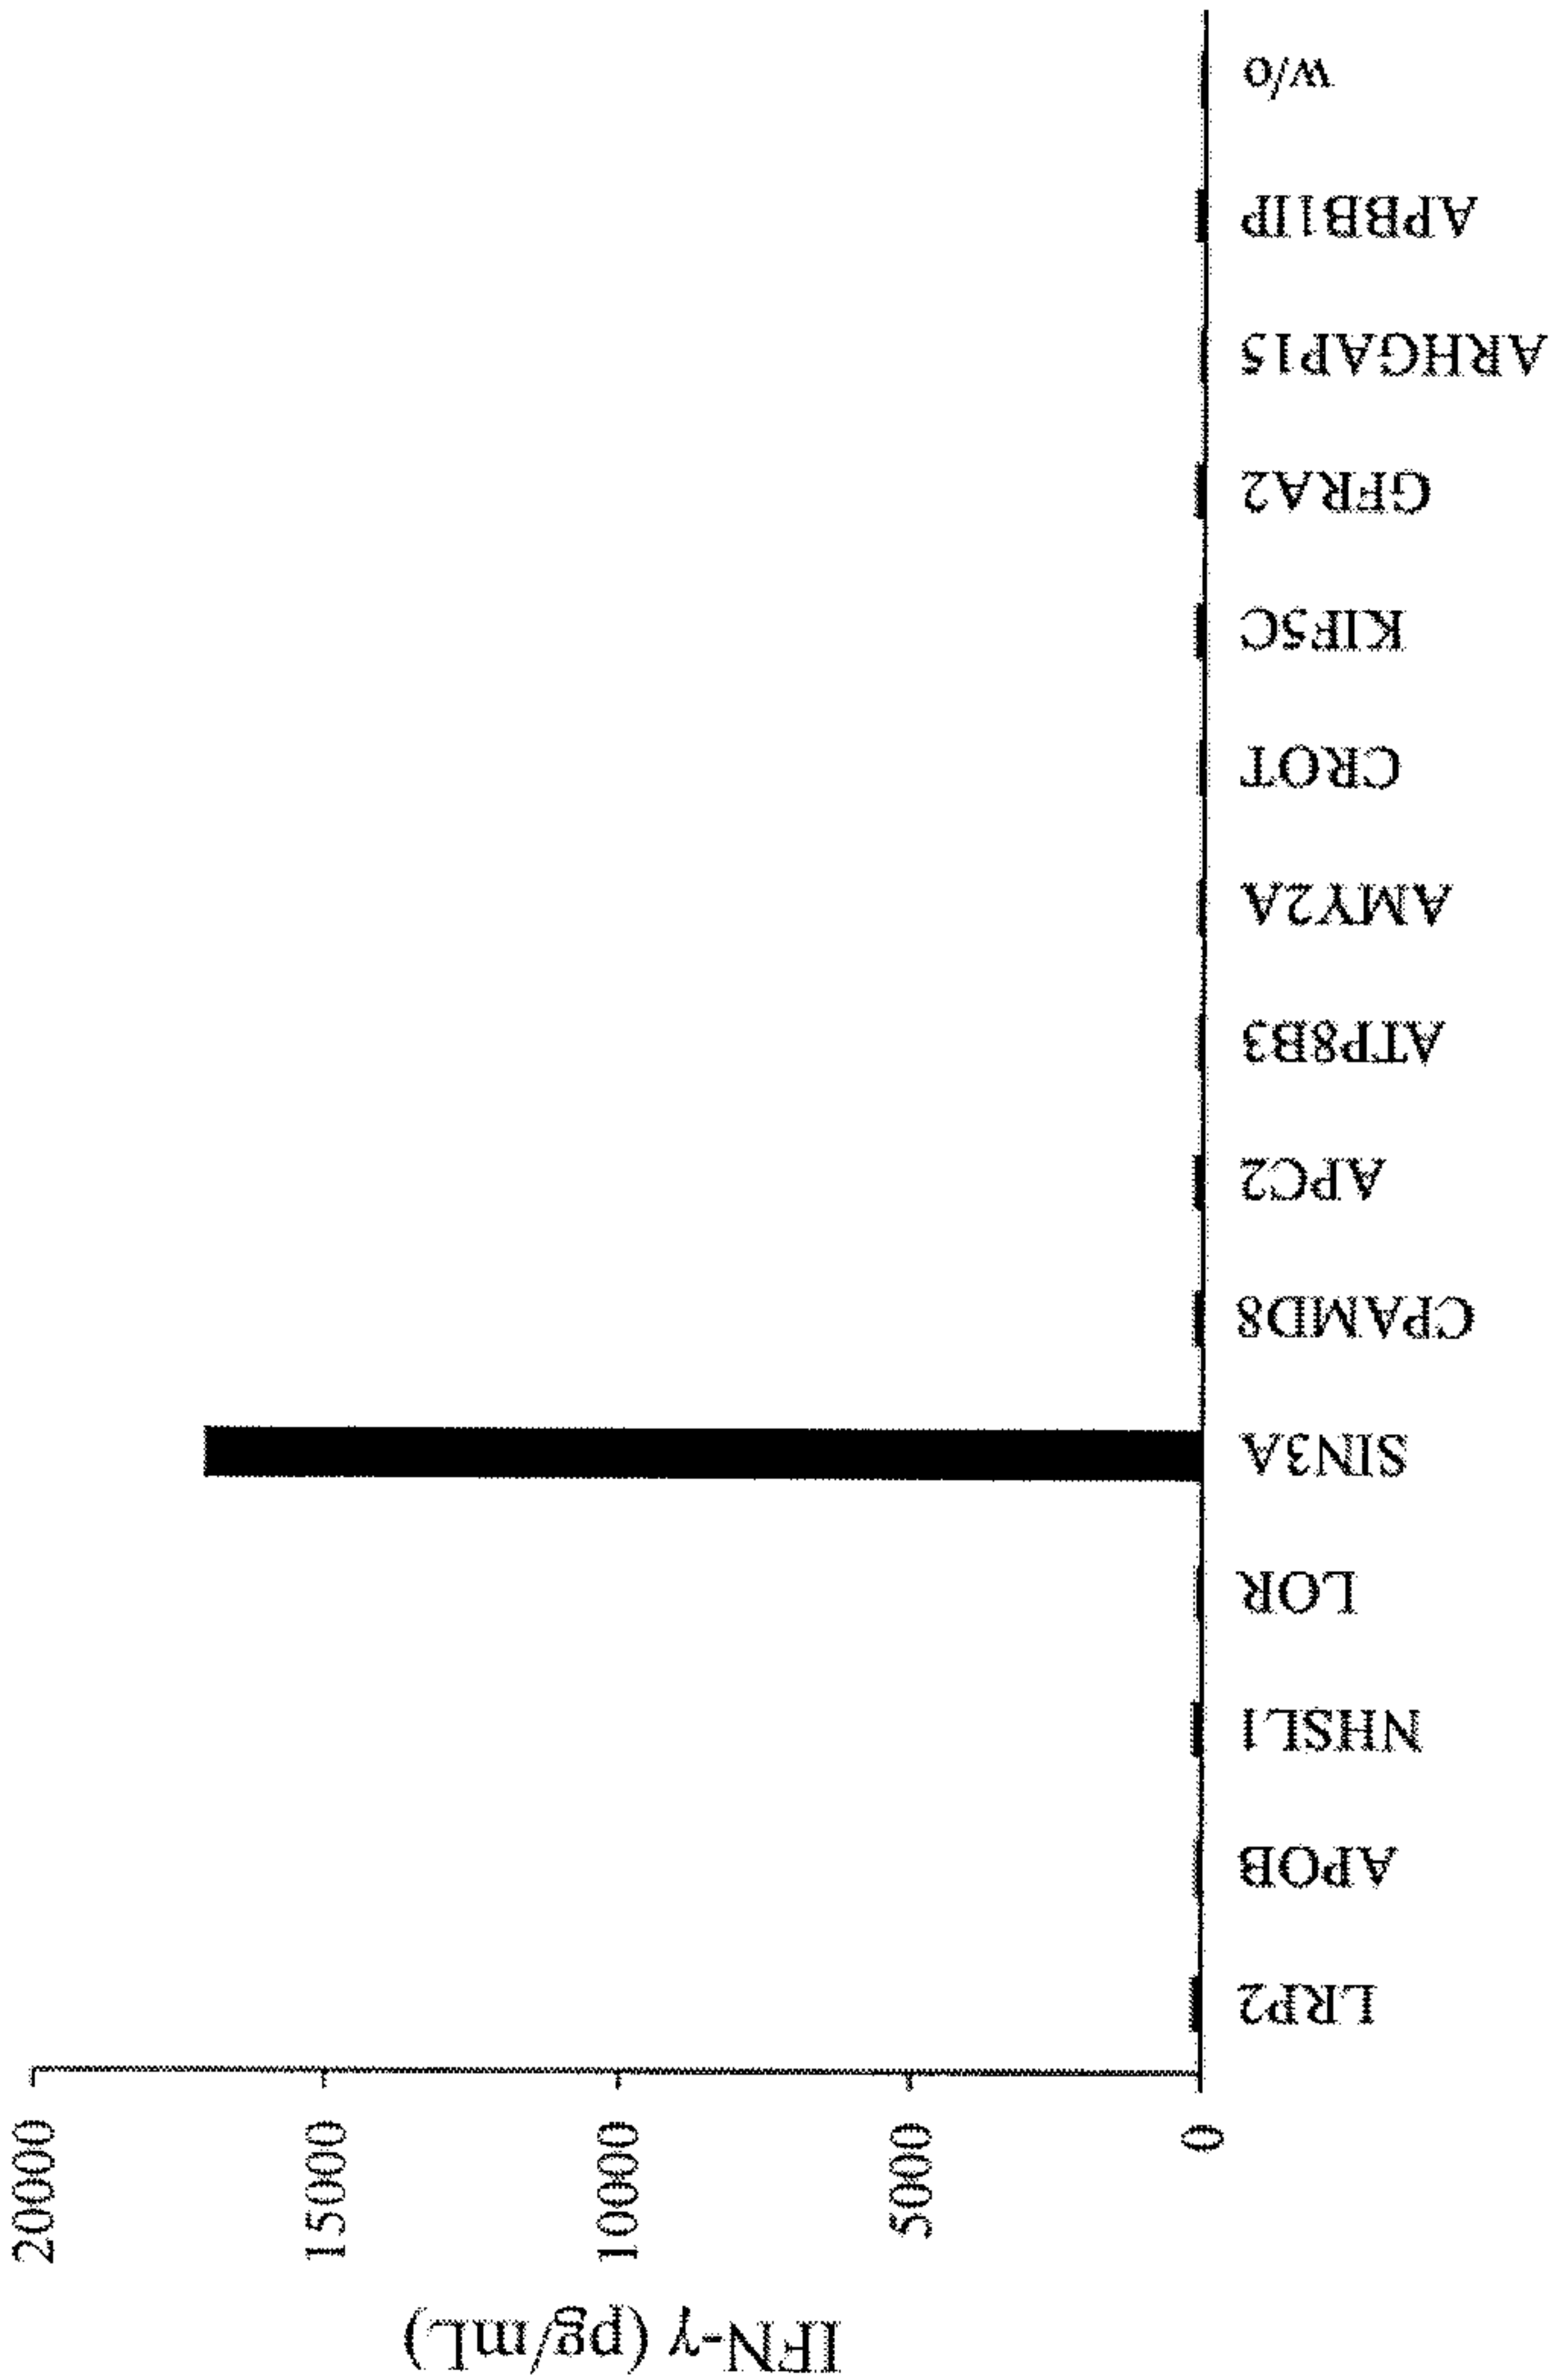 IFN-γ (pg/mL)
20000
15000
10000
5000
0
LRP2
APOB
NHSL1
LOR
SIN3A
CPAMD8
APC2
ATP8B3
AMY2A
CROT
KIF5C
GFRA2
ARHGAP15
APBB1IP
w/o